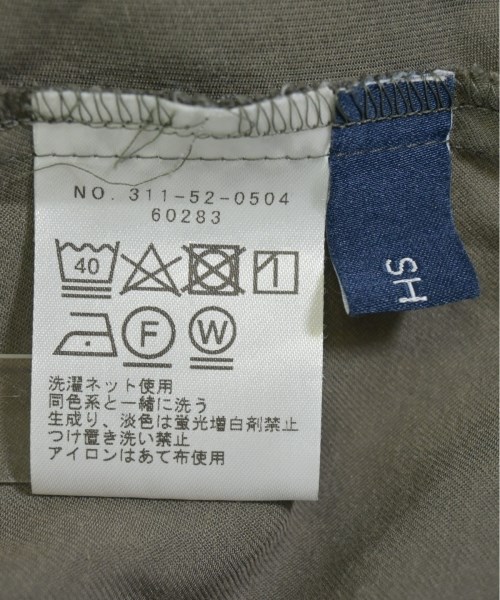 NO. 311-52-0504
60283
40
F W
洗濯ネット使用
同色系と一緒に洗う
生成り、淡色は蛍光増白剤禁止
つけ置き洗い禁止
アイロンはあて布使用
SH